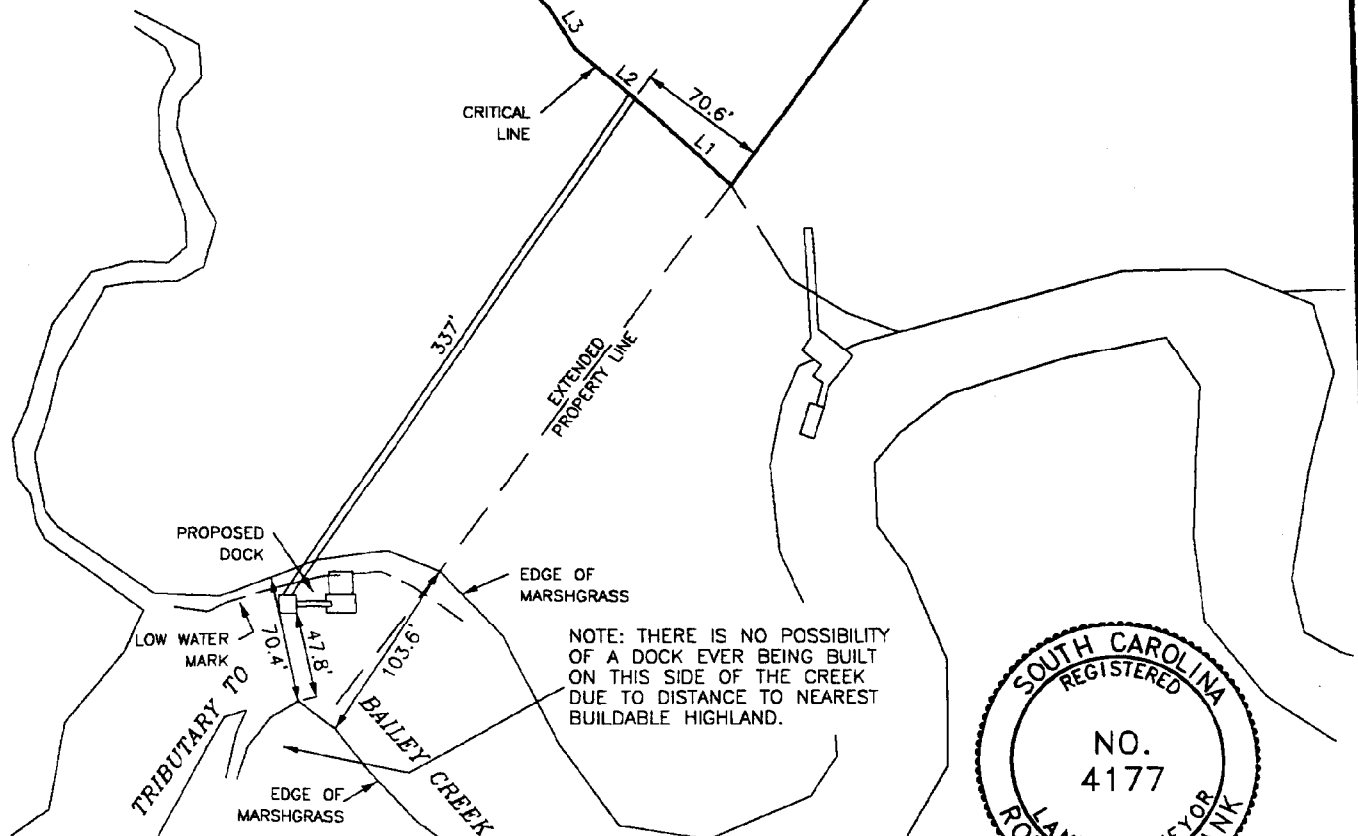 L3
CRITICAL
LINE
L2
70.6'
L1
337'
EXTENDED
PROPERTY LINE
PROPOSED
DOCK
EDGE OF
MARSHGRASS
LOW WATER
MARK
70.4'
47.8'
103.6'
NOTE: THERE IS NO POSSIBILITY
OF A DOCK EVER BEING BUILT
ON THIS SIDE OF THE CREEK
DUE TO DISTANCE TO NEAREST
BUILDABLE HIGHLAND.
TRIBUTARY TO
BAILEY CREEK
EDGE OF
MARSHGRASS
SOUTH CAROLINA
REGISTERED
NO.
4177